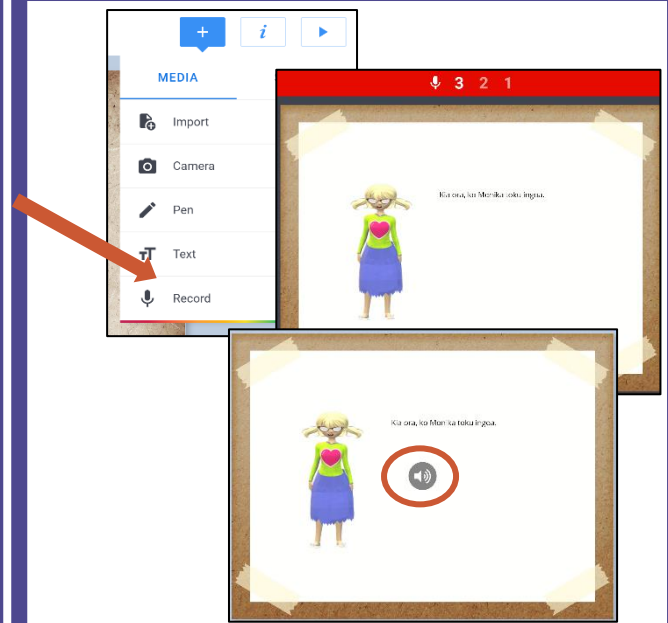 + i
MEDIA
Import
Camera
Pen
Text
Record
3 2 1
Kia ora, ko Monika toku ingoa.
Kia ora, ko Monika toku ingoa.